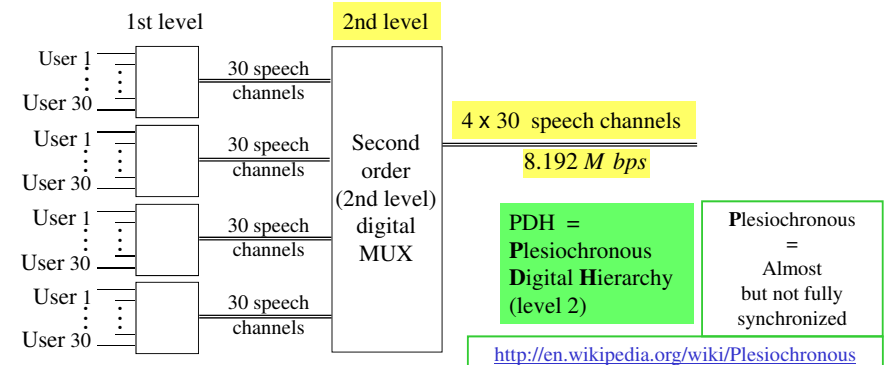 1st level
2nd level
User 1
User 30
30 speech
channels
User 1
User 30
30 speech
channels
User 1
User 30
30 speech
channels
User 1
User 30
30 speech
channels
Second
order
(2nd level)
digital
MUX
4 x 30 speech channels
8.192 M bps
PDH =
Plesiochronous
Digital Hierarchy
(level 2)
Plesiochronous
=
Almost
but not fully
synchronized
http://en.wikipedia.org/wiki/Plesiochronous